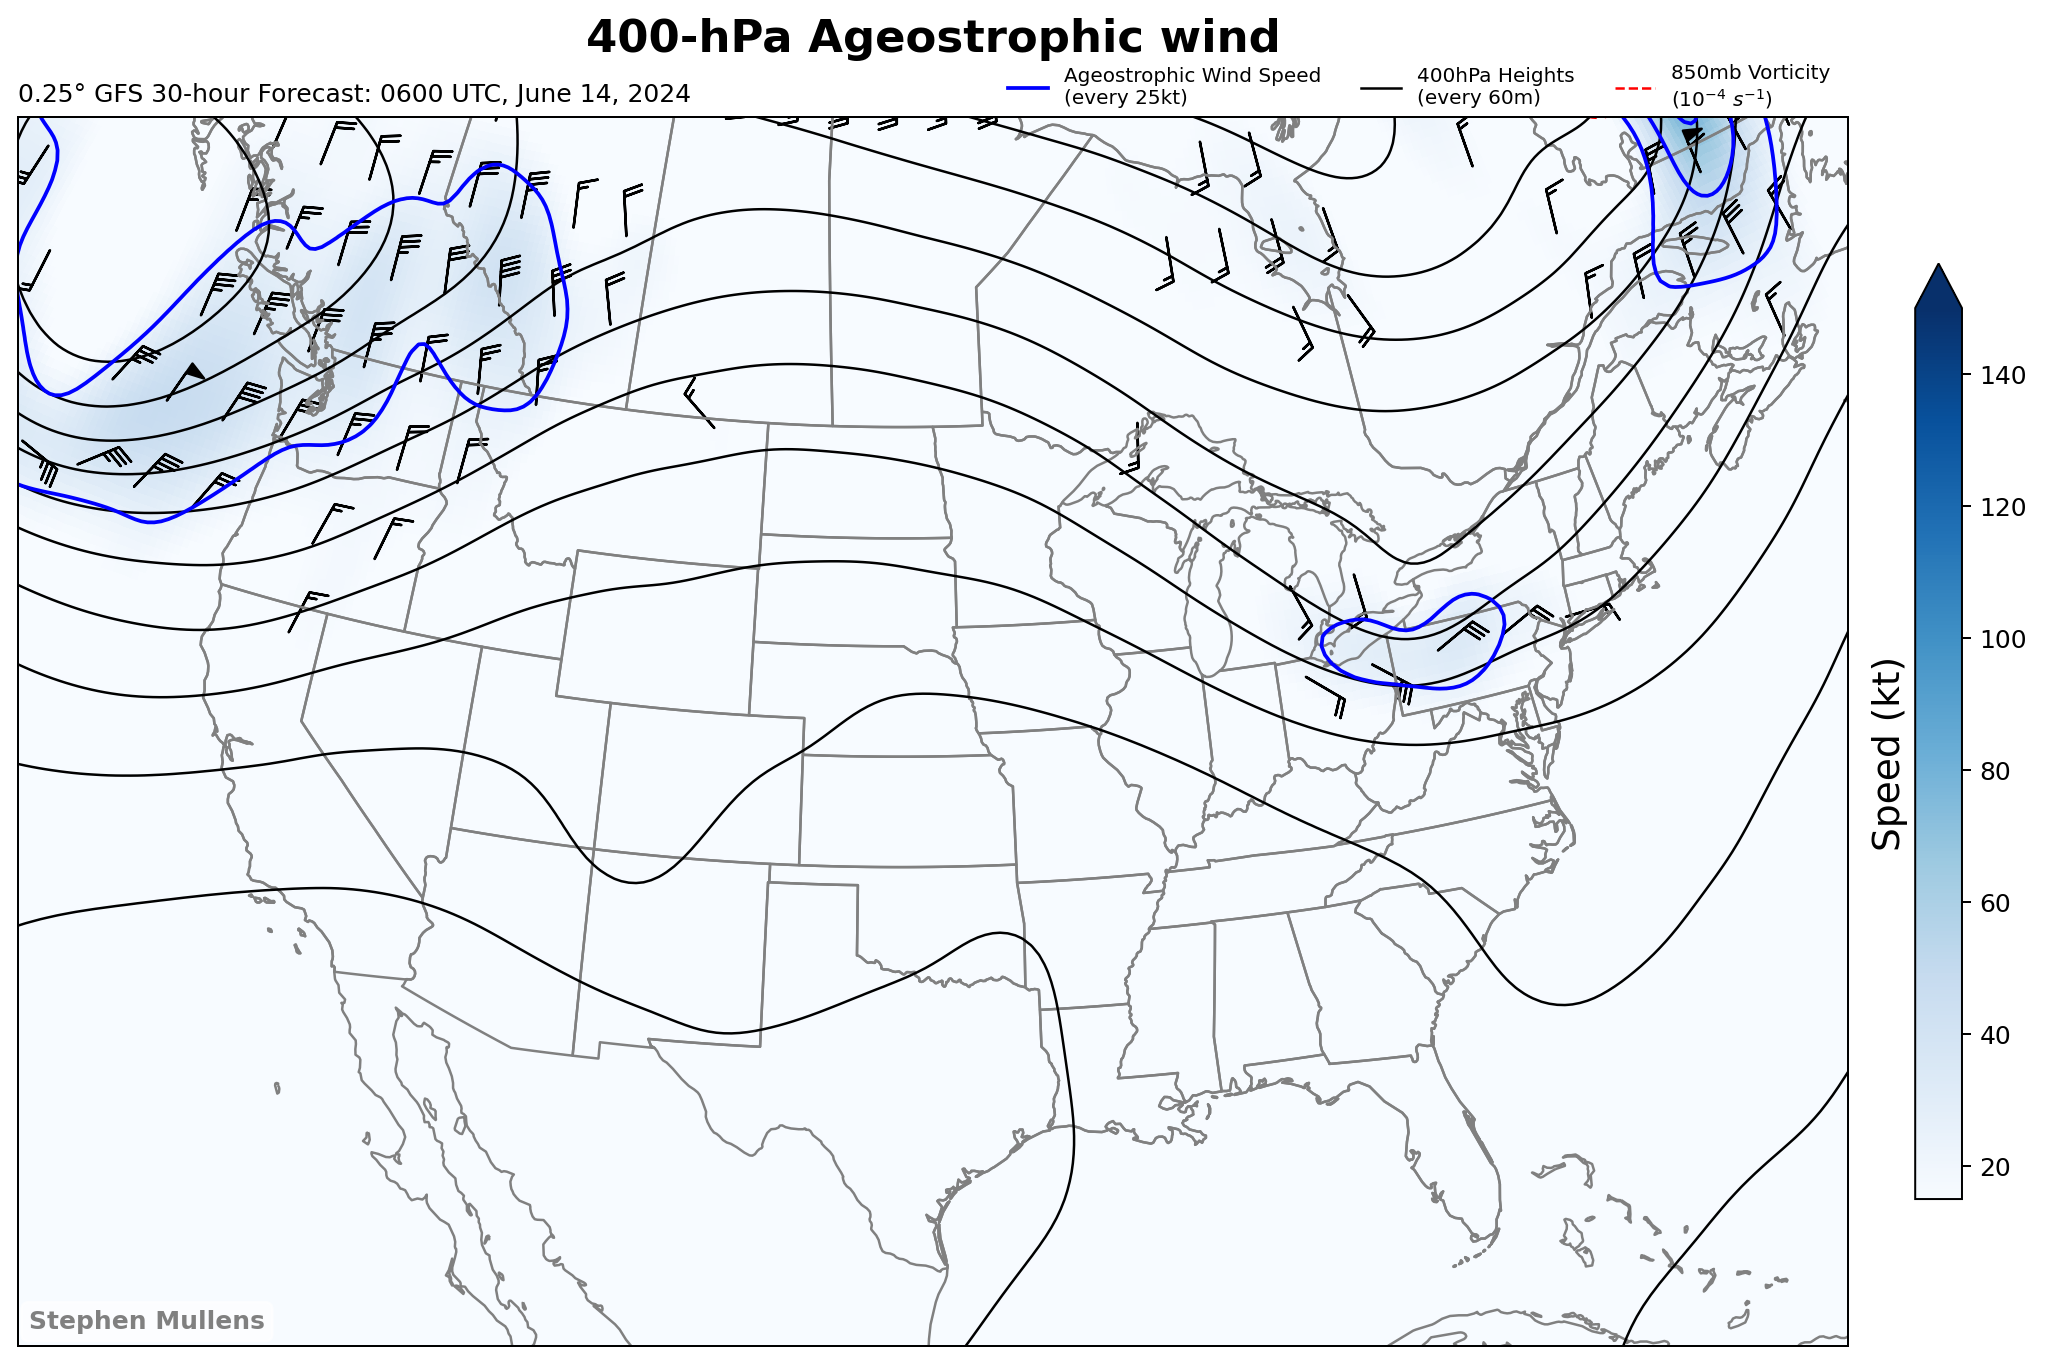 400-hPa Ageostrophic wind
0.25° GFS 30-hour Forecast: 0600 UTC, June 14, 2024
Ageostrophic Wind Speed
(every 25kt)
400hPa Heights
(every 60m)
850mb Vorticity
(10⁻⁴ s⁻¹)
140
120
100
80
60
40
20
Speed (kt)
Stephen Mullens